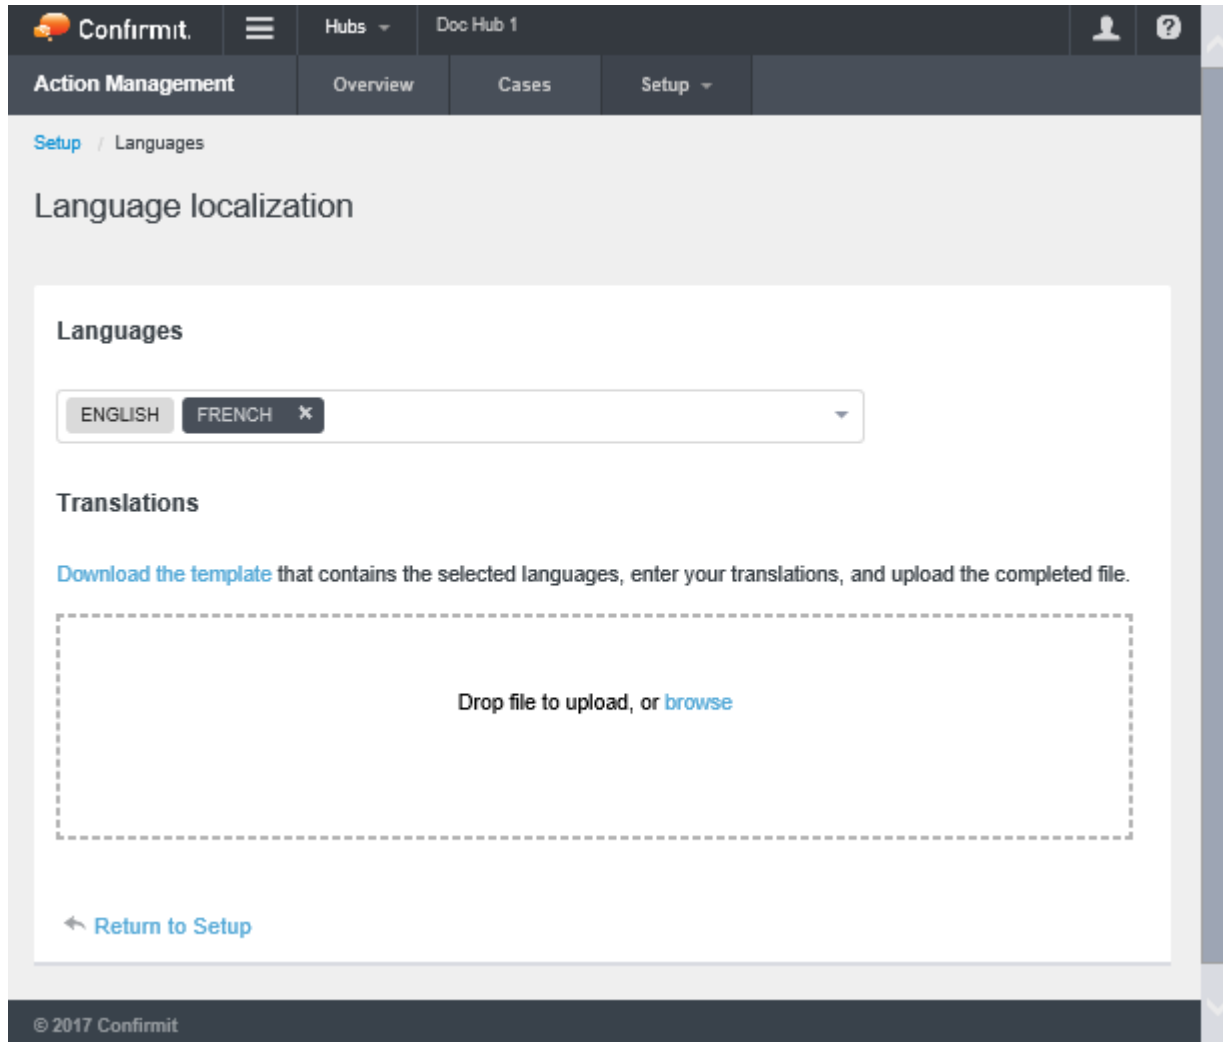 Confirmit.
Hubs
Doc Hub 1
Action Management
Overview
Cases
Setup
Setup / Languages
Language localization
Languages
ENGLISH
FRENCH
Translations
Download the template that contains the selected languages, enter your translations, and upload the completed file.
Drop file to upload, or browse
Return to Setup
© 2017 Confirmit